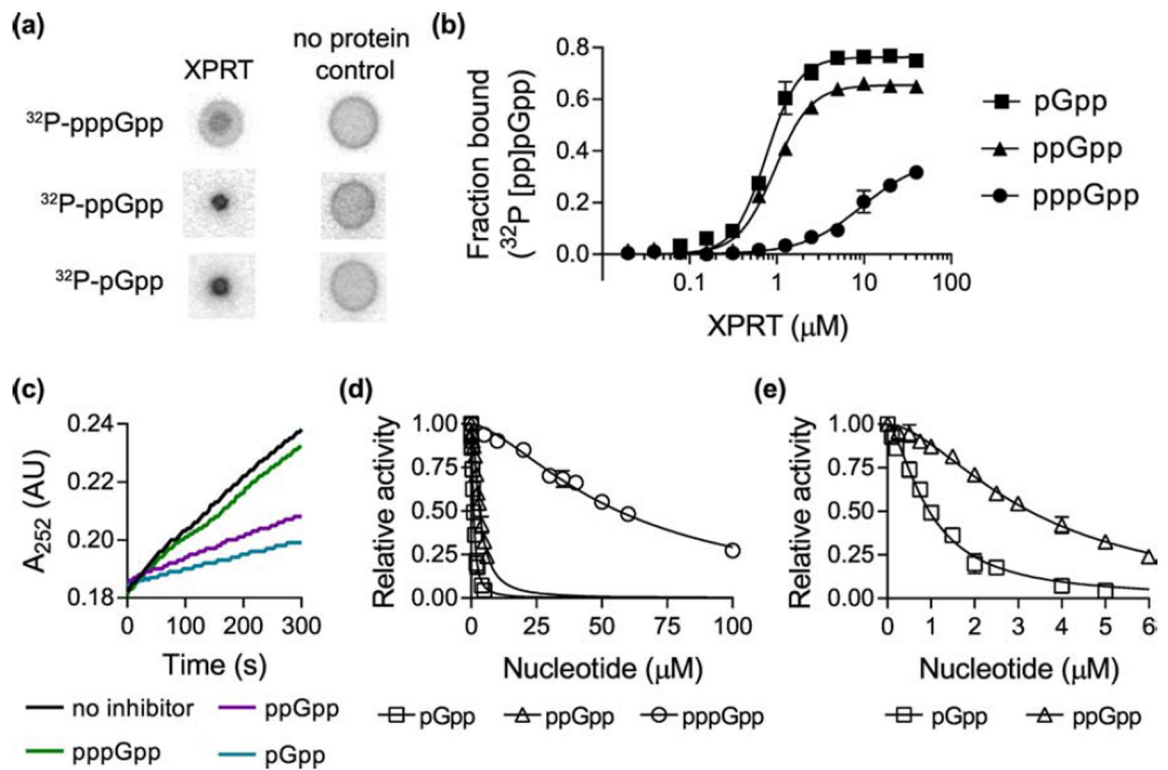 (a)
XPRT
no protein
control
³²P-pppGpp
³²P-ppGpp
³²P-pGpp
(b)
Fraction bound
(³²P [pp]pGpp)
0.8
0.6
0.4
0.2
0.0
0.1
1
10
100
XPRT (μM)
pGpp
ppGpp
pppGpp
(c)
A₂₅₂ (AU)
0.24
0.22
0.20
0.18
0
100
200
300
Time (s)
no inhibitor
ppGpp
pppGpp
pGpp
(d)
Relative activity
1.00
0.75
0.50
0.25
0.00
0
25
50
75
100
Nucleotide (μM)
pGpp
ppGpp
pppGpp
(e)
Relative activity
1.00
0.75
0.50
0.25
0.00
0
1
2
3
4
5
6
Nucleotide (μM)
pGpp
ppGpp